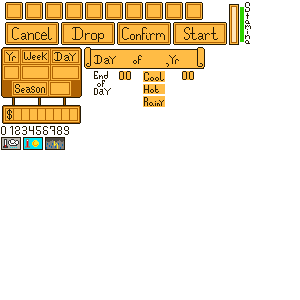 Cancel Drop Confirm Start
Stamina
Yr Week Day
Season
Day of ,Yr
End of Day
00 00
Cool
Hot
Rainy
$
0123456789